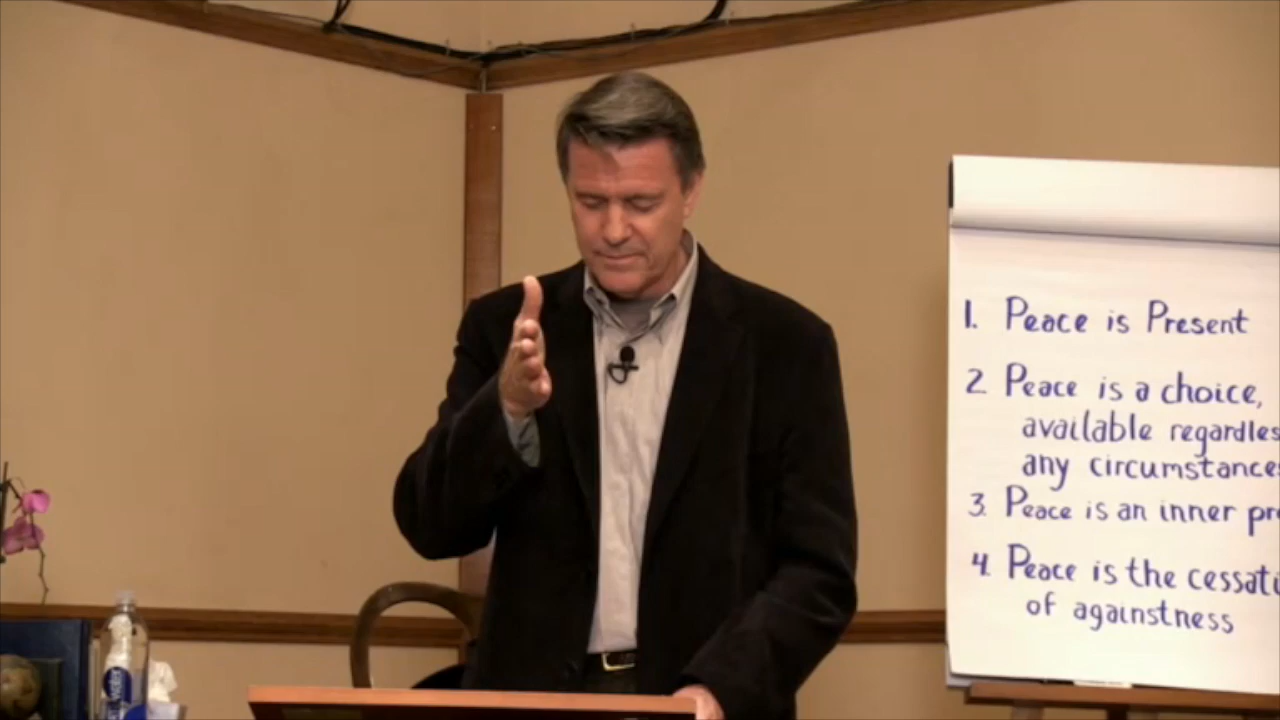 1. Peace is Present
2 Peace is a choice,
available regardles
any circumstance
3. Peace is an inner pr
4. Peace is the cessati
of againstness